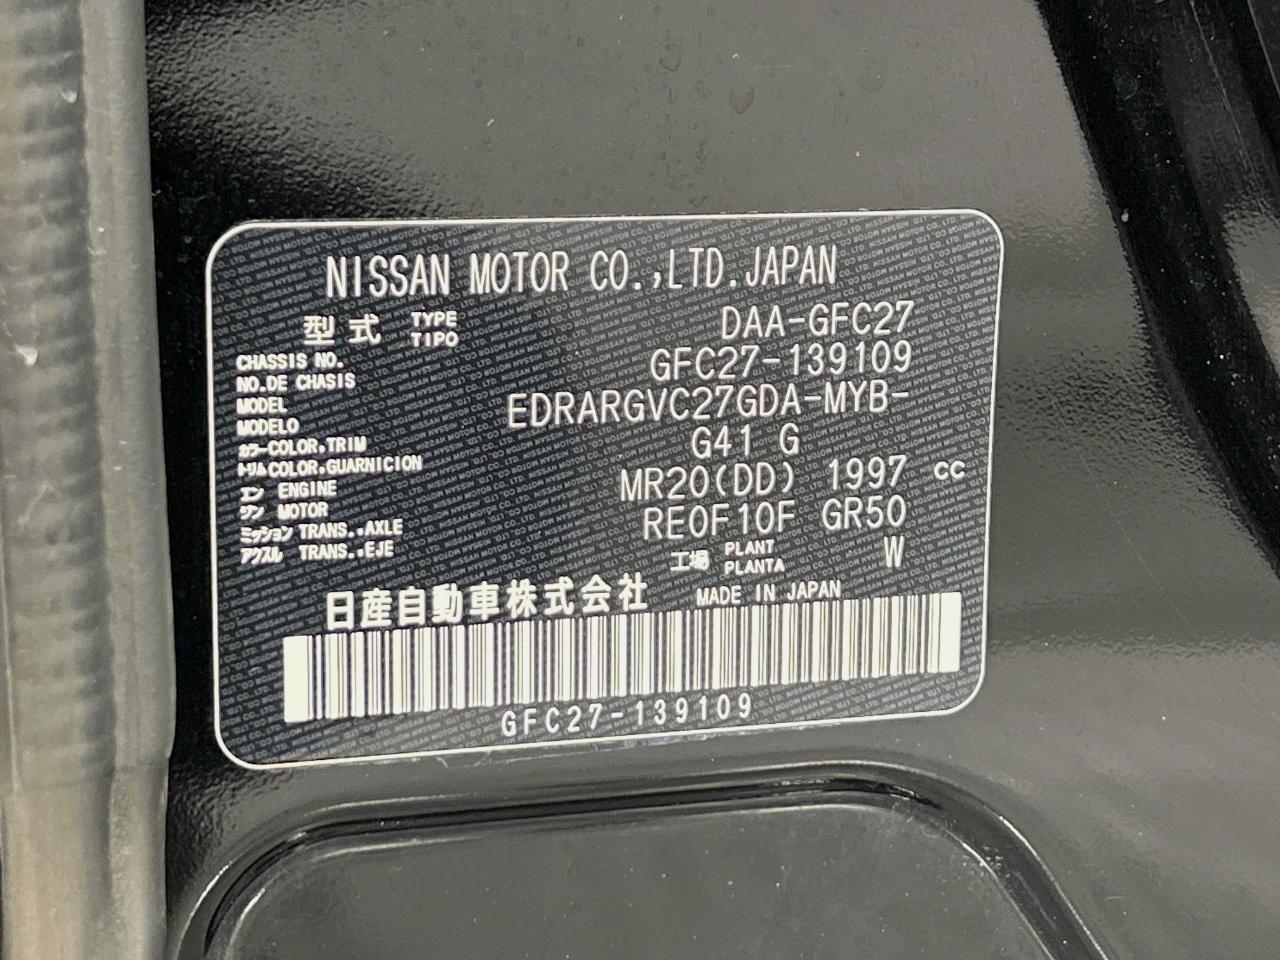 NISSAN MOTOR CO.,LTD.JAPAN
型式 TYPE TIPO DAA-GFC27
CHASSIS NO. NO.DE CHASIS GFC27-139109
MODEL MODELO EDRARGVC27GDA-MYB-
カラー COLOR,TRIM トリム COLOR,GUARNICION G41 G
エンジン ENGINE MOTOR MR20(DD) 1997 cc
ミッション TRANS.,AXLE アクスル TRANS.,EJE RE0F10F GR50
工場 PLANT PLANTA W
日産自動車株式会社 MADE IN JAPAN
GFC27-139109